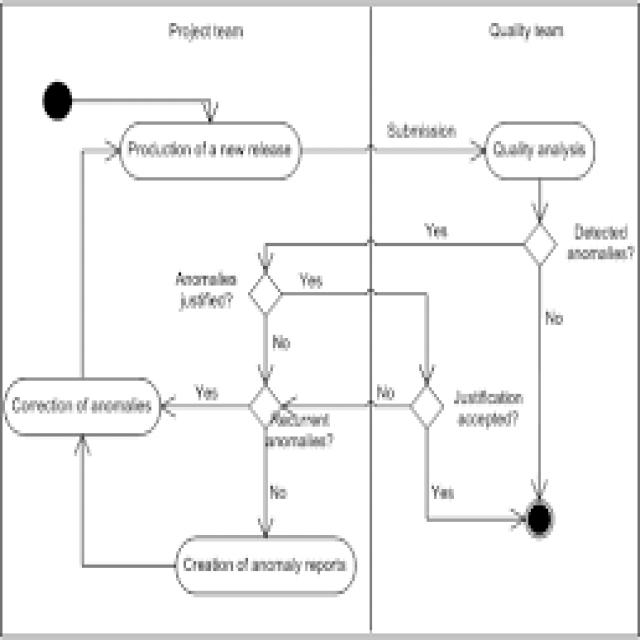 Project team
Quality team
Production of a new release
Submission
Quality analysis
Yes
Detected
anomalies?
Anomalies
justified?
Yes
No
No
Correction of anomalies
Yes
Recurrent
anomalies?
No
Justification
accepted?
No
Yes
Creation of anomaly reports